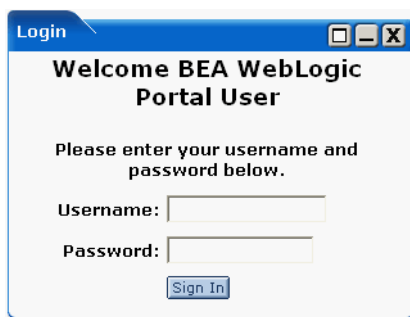 Login
Welcome BEA WebLogic
Portal User
Please enter your username and
password below.
Username:
Password:
Sign In